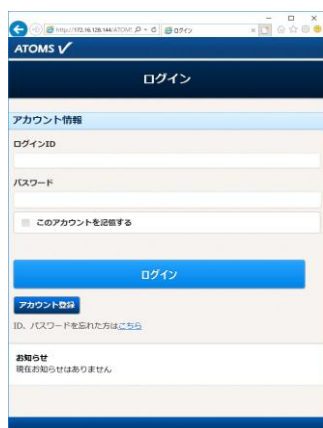 http://172.16.128.144/ATOM!
ログイン
ATOMS ✓
ログイン
アカウント情報
ログインID
パスワード
このアカウントを記憶する
ログイン
アカウント登録
ID、パスワードを忘れた方はこちら
お知らせ
現在お知らせはありません